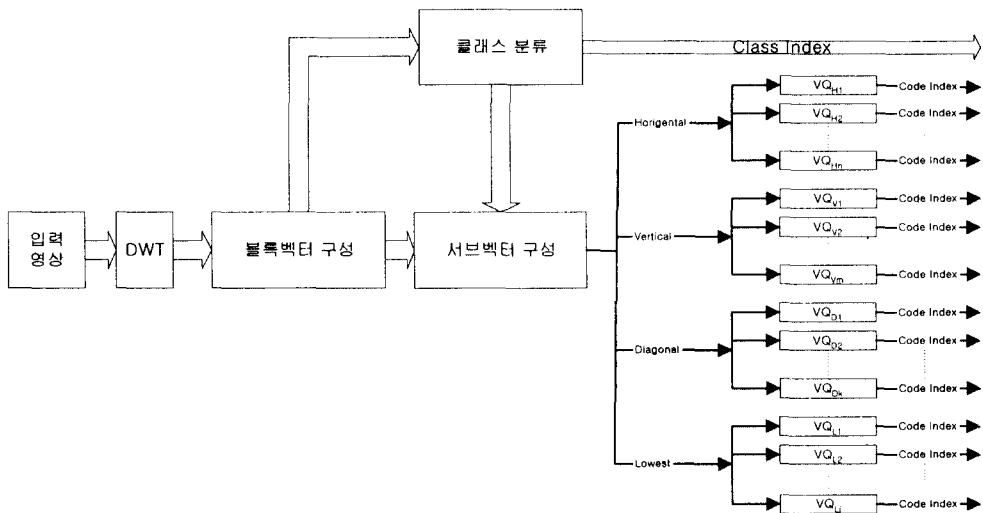 클래스 분류
Class Index
VQH1 Code Index
VQH2 Code Index
Horigental
VQHn Code Index
입력
영상
DWT
블록벡터 구성
서브벡터 구성
VQV1 Code Index
VQV2 Code Index
Vertical
VQVm Code Index
VQD1 Code Index
VQD2 Code Index
Diagonal
VQDk Code Index
VQL1 Code Index
VQL2 Code Index
Lowest
VQLj Code Index